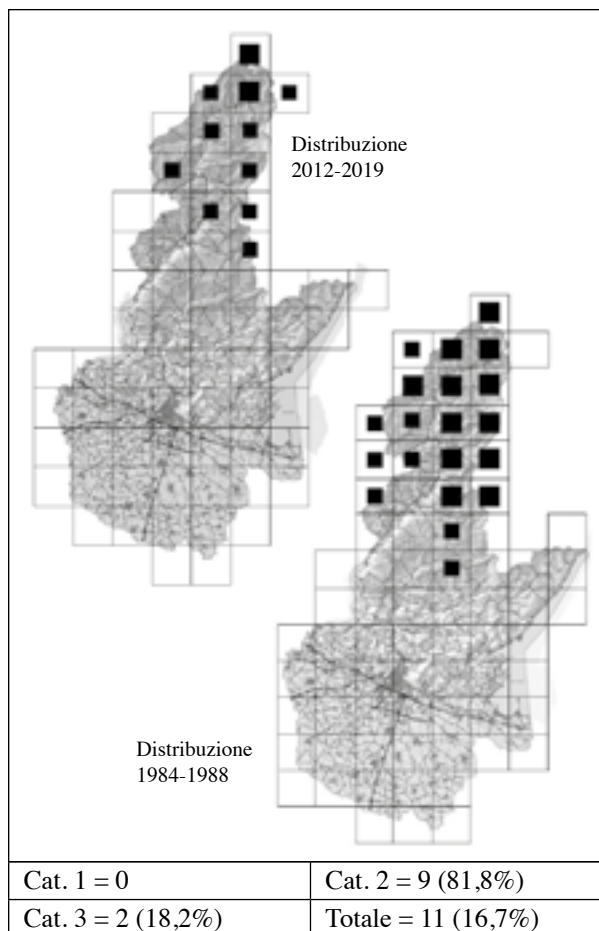 Distribuzione
2012-2019
Distribuzione
1984-1988
Cat. 1 = 0
Cat. 2 = 9 (81,8%)
Cat. 3 = 2 (18,2%)
Totale = 11 (16,7%)